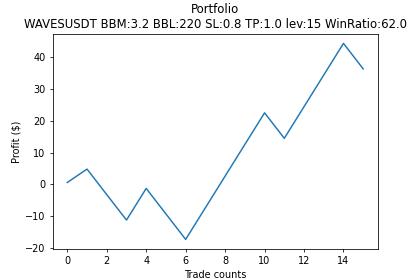 Portfolio
WAVESUSDT BBM:3.2 BBL:220 SL:0.8 TP:1.0 lev:15 WinRatio:62.0
40
30
20
10
0
−10
−20
Profit ($)
0 2 4 6 8 10 12 14
Trade counts